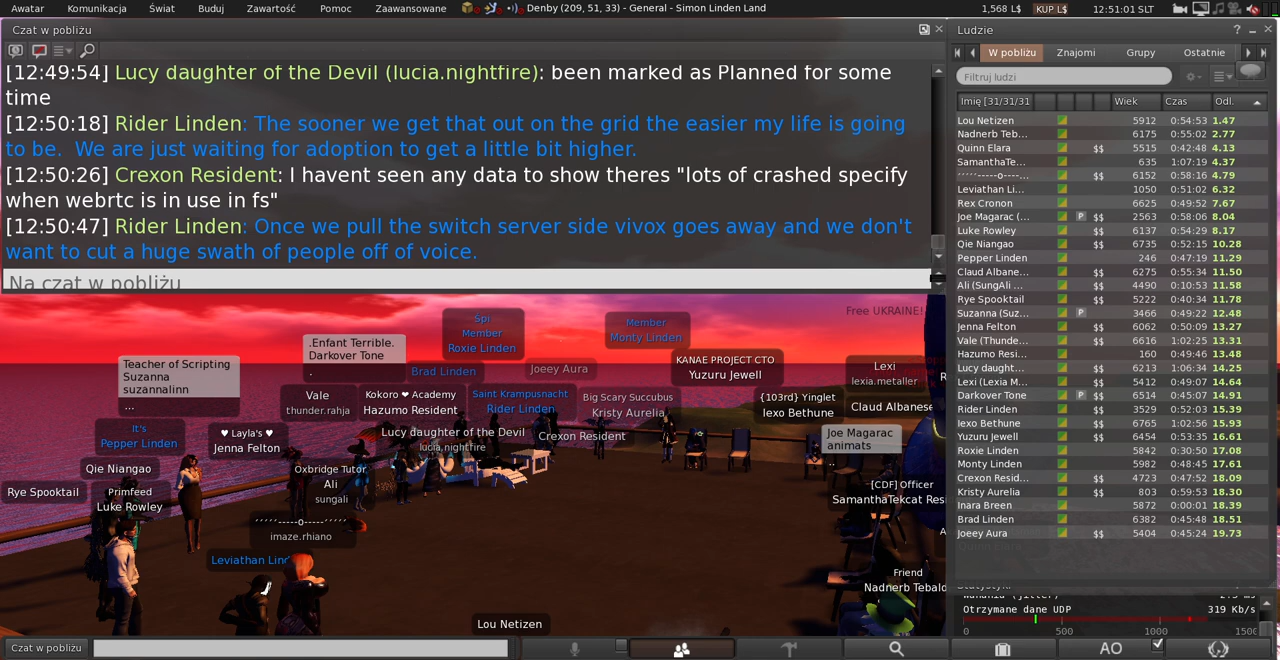 Awatar Komunikacja Świat Buduj Zawartość Pomoc Zaawansowane Denby (209, 51, 33) - General - Simon Linden Land 1,568 L$ KUP L$ 12:51:01 SLT
Czat w pobliżu
[12:49:54] Lucy daughter of the Devil (lucia.nightfire): been marked as Planned for some
time
[12:50:18] Rider Linden: The sooner we get that out on the grid the easier my life is going
to be.  We are just waiting for adoption to get a little bit higher.
[12:50:26] Crexon Resident: I havent seen any data to show theres "lots of crashed specify
when webrtc is in use in fs"
[12:50:47] Rider Linden: Once we pull the switch server side vivox goes away and we don't
want to cut a huge swath of people off of voice.
Na czat w pobliżu
Free UKRAINE!
Śpi
Member
Roxie Linden
Member
Monty Linden
.Enfant Terrible.
Darkover Tone
.
Teacher of Scripting
Suzanna
suzannalinn
...
Brad Linden
Joeey Aura
KANAE PROJECT CTO
Yuzuru Jewell
Lexi
lexia.metaller
Vale
thunder.rahja
Kokoro ❤ Academy
Hazumo Resident
Saint Krampusnacht
Rider Linden
Big Scary Succubus
Kristy Aurelia
{103rd} Yinglet
Iexo Bethune
Claud Albanese
It's
Pepper Linden
♥ Layla's ♥
Jenna Felton
Lucy daughter of the Devil
lucia.nightfire
Crexon Resident
Joe Magarac
animats
Qie Niangao
Oxbridge Tutor
Ali
sungali
Rye Spooktail
Primfeed
Luke Rowley
[CDF] Officer
SamanthaTekcat Resi
´´´´´-----o-----´´´´´
imaze.rhiano
Leviathan Lind
Friend
Nadnerb Tebald
Lou Netizen
Czat w pobliżu
Ludzie
? _ ×
W pobliżu Znajomi Grupy Ostatnie
Filtruj ludzi
Imię [31/31/31 Wiek Czas Odl.
Lou Netizen 5912 0:54:53 1.47
Nadnerb Teb... 6175 0:55:02 2.77
Quinn Elara $$ 5515 0:42:48 4.13
SamanthaTe... 635 1:07:19 4.37
´´´´´-----o----... $$ 6152 0:58:16 4.79
Leviathan Li... 1050 0:51:02 6.32
Rex Cronon 6625 0:49:52 7.67
Joe Magarac (... P $$ 2563 0:58:06 8.04
Luke Rowley $$ 6137 0:54:29 8.17
Qie Niangao $$ 6735 0:52:15 10.28
Pepper Linden 246 0:47:19 11.29
Claud Albane... $$ 6275 0:55:34 11.50
Ali (SungAli ... $$ 4490 0:10:53 11.58
Rye Spooktail $$ 5222 0:40:34 11.78
Suzanna (Suz... P 3466 0:49:22 12.48
Jenna Felton $$ 6062 0:50:09 13.27
Vale (Thunde... $$ 6616 1:02:25 13.31
Hazumo Resi... 160 0:49:46 13.48
Lucy daught... $$ 6213 1:06:34 14.25
Lexi (Lexia M... $$ 5412 0:49:07 14.64
Darkover Tone P $$ 6514 0:45:07 14.91
Rider Linden $$ 3529 0:52:03 15.39
Iexo Bethune $$ 6765 1:02:56 15.93
Yuzuru Jewell $$ 6454 0:53:35 16.61
Roxie Linden 5842 0:30:50 17.08
Monty Linden 5982 0:48:45 17.61
Crexon Resid... $$ 4723 0:47:52 18.09
Kristy Aurelia $$ 803 0:59:53 18.30
Inara Breen 5872 0:00:01 18.39
Brad Linden 6382 0:45:48 18.51
Joeey Aura $$ 5404 0:45:24 19.73
Otrzymane dane UDP 319 Kb/s
0 500 1000 1500
AO